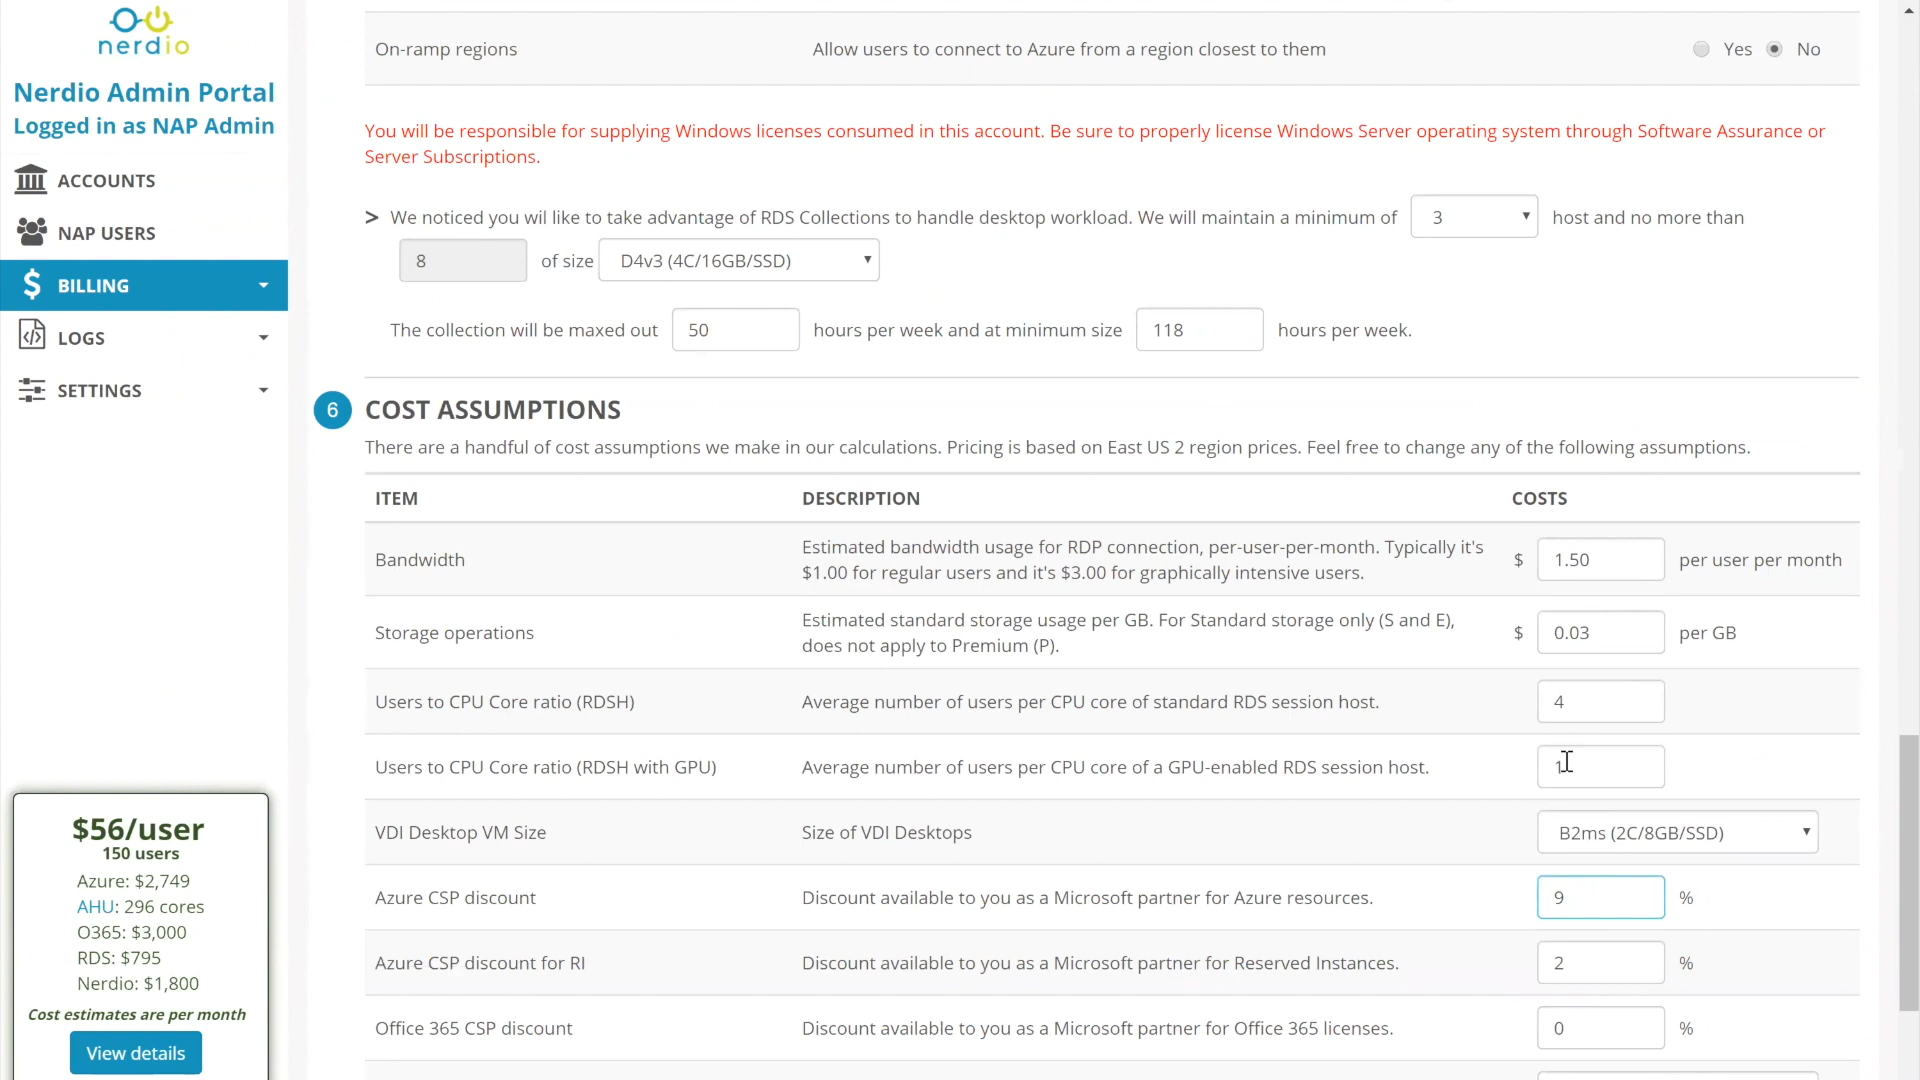 nerdio
Nerdio Admin Portal
Logged in as NAP Admin
ACCOUNTS
NAP USERS
BILLING
LOGS
SETTINGS
$56/user
150 users
Azure: $2,749
AHU: 296 cores
O365: $3,000
RDS: $795
Nerdio: $1,800
Cost estimates are per month
View details
On-ramp regions Allow users to connect to Azure from a region closest to them Yes No
You will be responsible for supplying Windows licenses consumed in this account. Be sure to properly license Windows Server operating system through Software Assurance or
Server Subscriptions.
> We noticed you wil like to take advantage of RDS Collections to handle desktop workload. We will maintain a minimum of 3 host and no more than
8 of size D4v3 (4C/16GB/SSD)
The collection will be maxed out 50 hours per week and at minimum size 118 hours per week.
6 COST ASSUMPTIONS
There are a handful of cost assumptions we make in our calculations. Pricing is based on East US 2 region prices. Feel free to change any of the following assumptions.
ITEM DESCRIPTION COSTS
Bandwidth Estimated bandwidth usage for RDP connection, per-user-per-month. Typically it's
$1.00 for regular users and it's $3.00 for graphically intensive users. $ 1.50 per user per month
Storage operations Estimated standard storage usage per GB. For Standard storage only (S and E),
does not apply to Premium (P). $ 0.03 per GB
Users to CPU Core ratio (RDSH) Average number of users per CPU core of standard RDS session host. 4
Users to CPU Core ratio (RDSH with GPU) Average number of users per CPU core of a GPU-enabled RDS session host. 1
VDI Desktop VM Size Size of VDI Desktops B2ms (2C/8GB/SSD)
Azure CSP discount Discount available to you as a Microsoft partner for Azure resources. 9 %
Azure CSP discount for RI Discount available to you as a Microsoft partner for Reserved Instances. 2 %
Office 365 CSP discount Discount available to you as a Microsoft partner for Office 365 licenses. 0 %